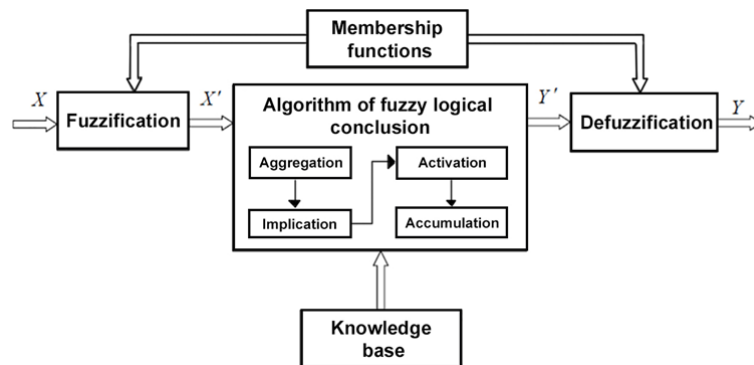 Membership
functions
X
Fuzzification
X'
Algorithm of fuzzy logical
conclusion
Aggregation
Activation
Implication
Accumulation
Y'
Defuzzification
Y
Knowledge
base